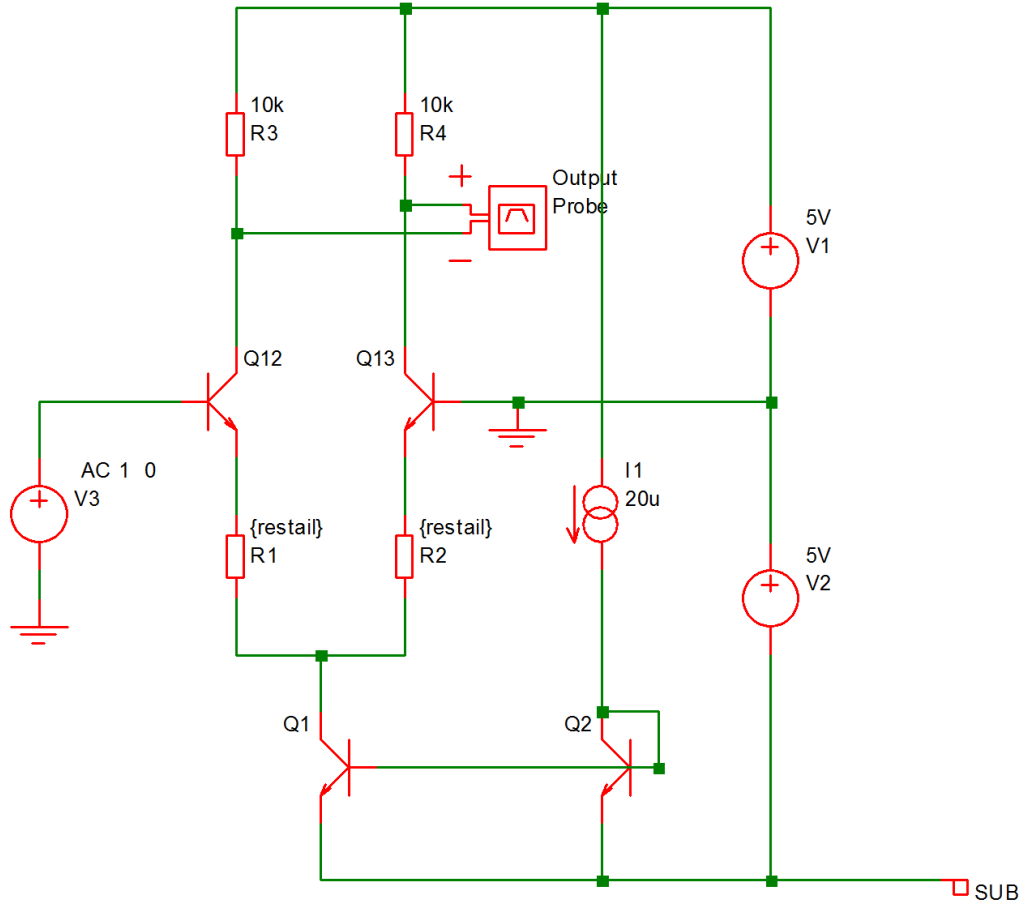 10k
R3
10k
R4
+
Output
Probe
–
5V
+
V1
Q12
Q13
AC 1 0
+
V3
{restail}
R1
{restail}
R2
I1
20u
5V
+
V2
Q1
Q2
SUB